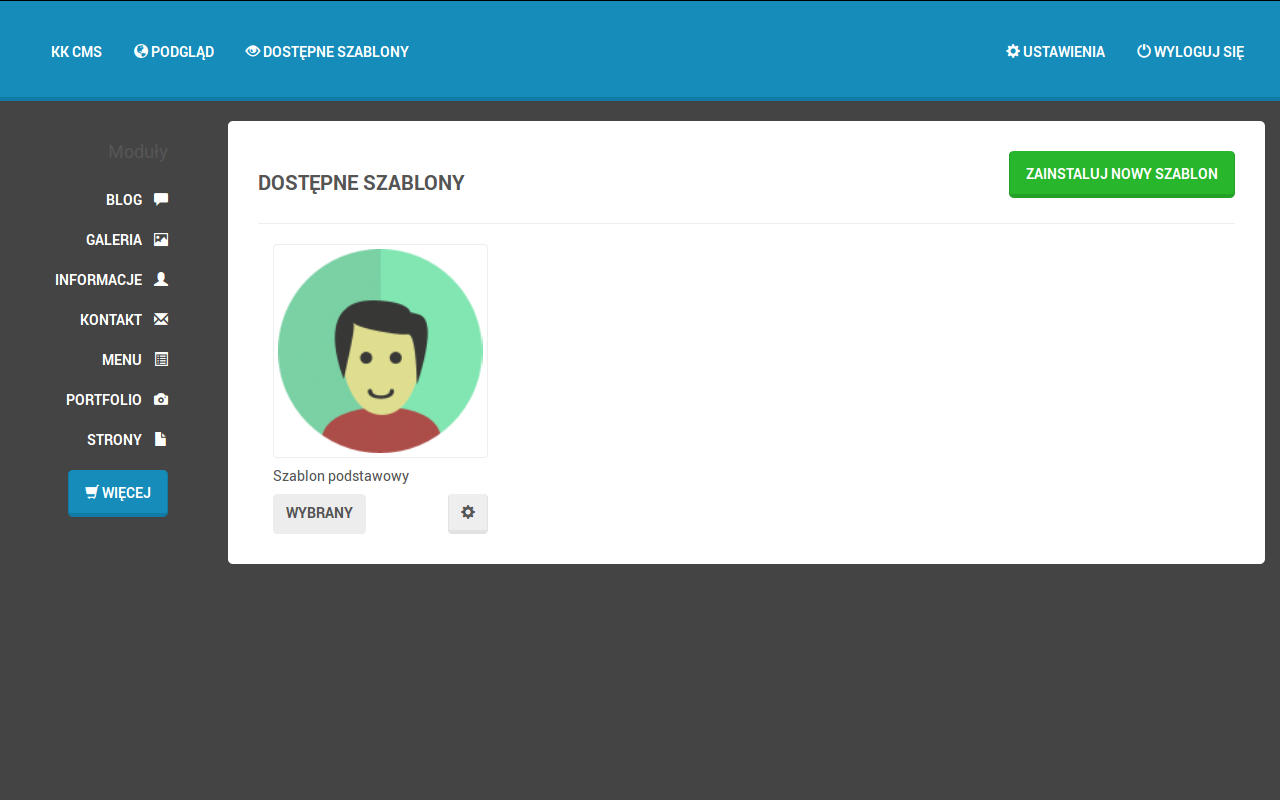 KK CMS PODGLĄD DOSTĘPNE SZABLONY USTAWIENIA WYLOGUJ SIĘ
Moduły
BLOG
GALERIA
INFORMACJE
KONTAKT
MENU
PORTFOLIO
STRONY
WIĘCEJ
DOSTĘPNE SZABLONY
ZAINSTALUJ NOWY SZABLON
Szablon podstawowy
WYBRANY